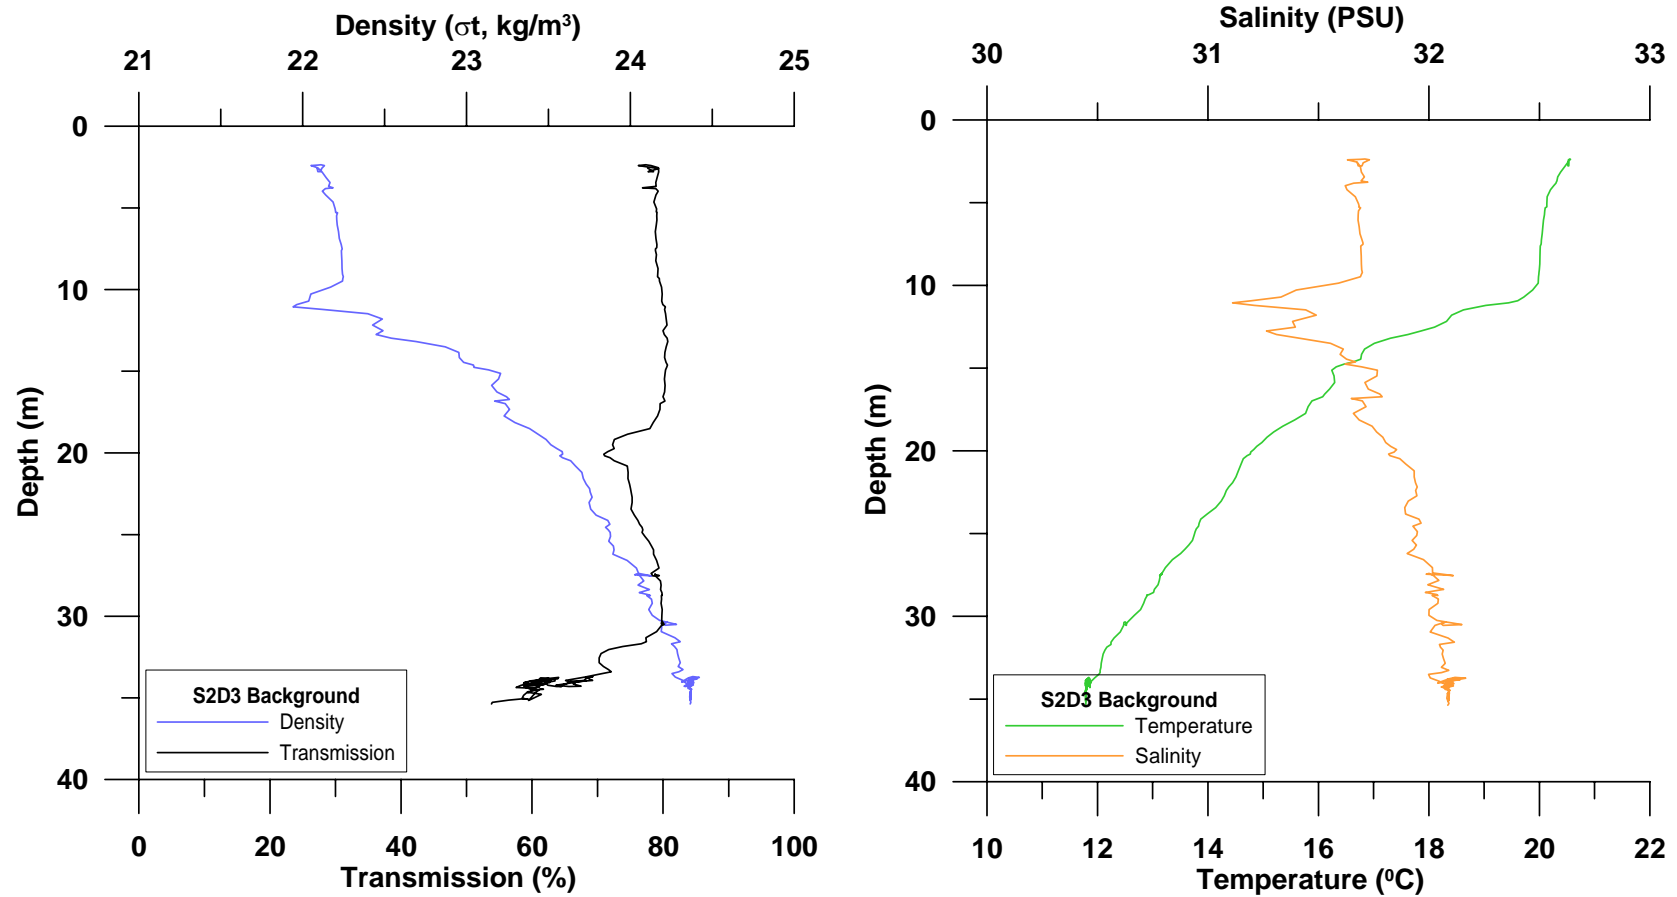 Density (σt, kg/m³)
21 22 23 24 25
0
10
20
30
40
Depth (m)
S2D3 Background
Density
Transmission
0 20 40 60 80 100
Transmission (%)
Salinity (PSU)
30 31 32 33
0
10
20
30
40
Depth (m)
S2D3 Background
Temperature
Salinity
10 12 14 16 18 20 22
Temperature (⁰C)